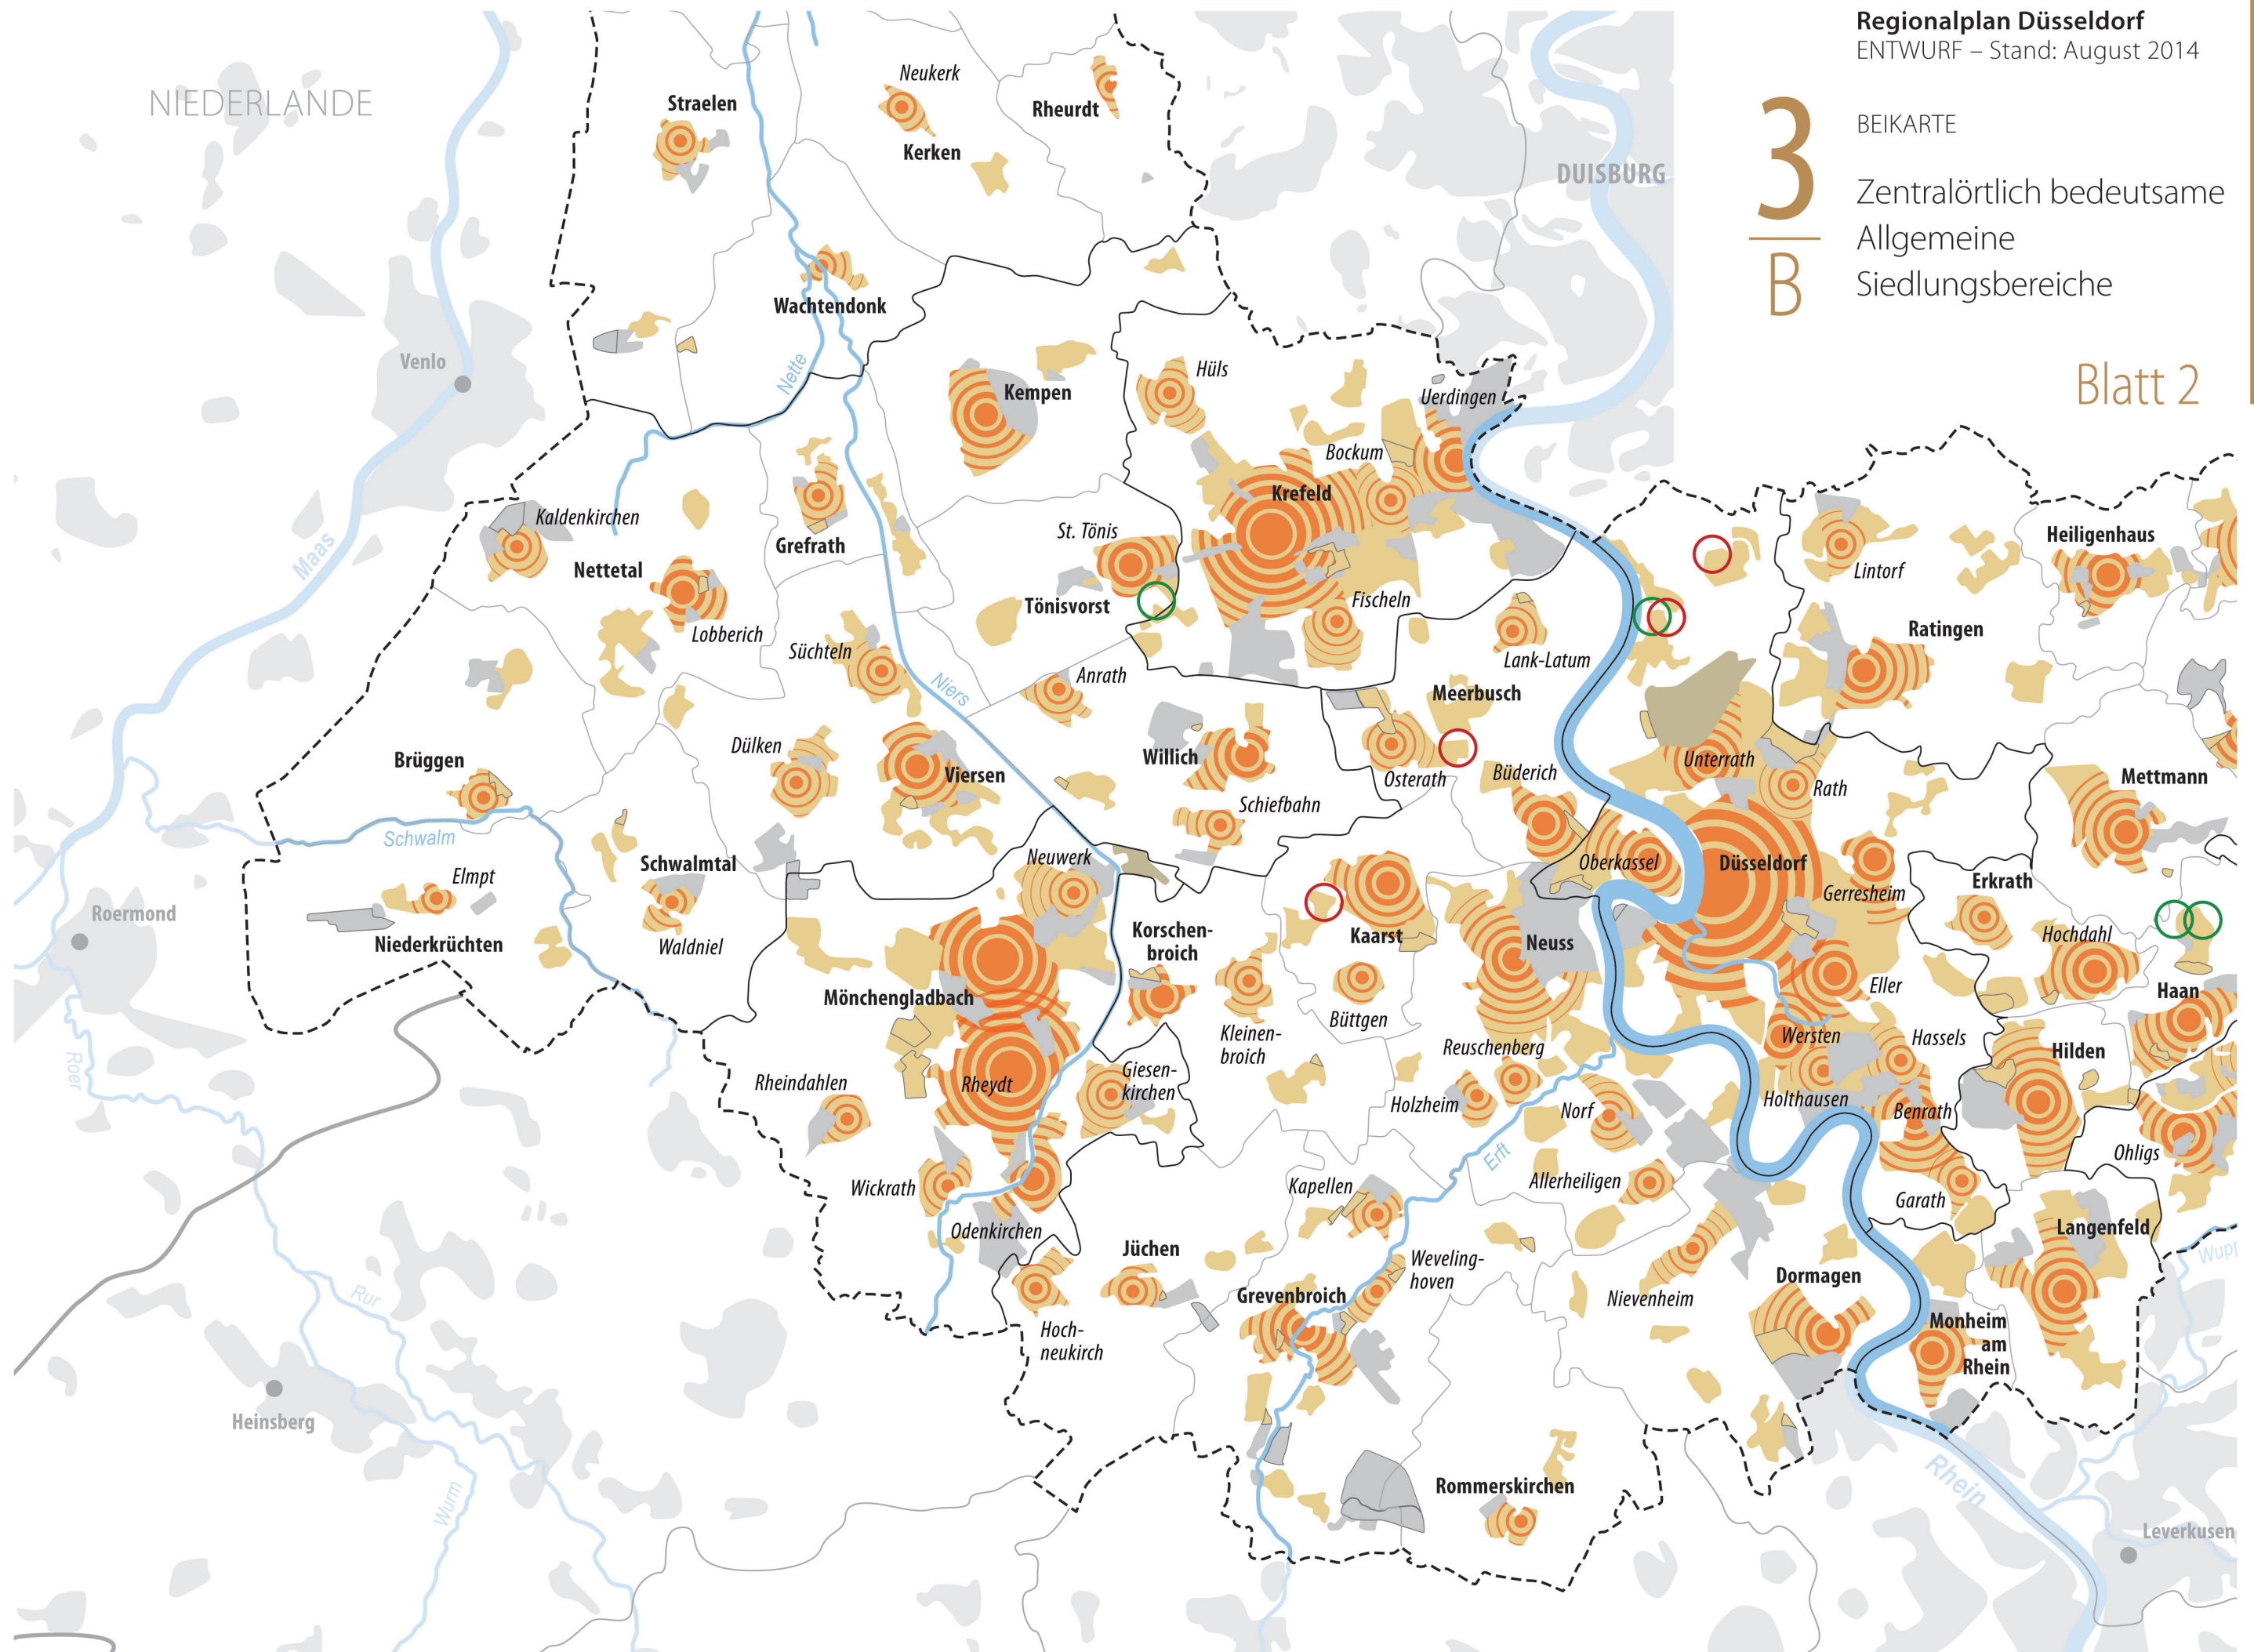 Regionalplan Düsseldorf
ENTWURF – Stand: August 2014
3
B
BEIKARTE
Zentralörtlich bedeutsame
Allgemeine
Siedlungsbereiche
Blatt 2
NIEDERLANDE
Straelen
Neukerk
Kerken
Rheurdt
DUISBURG
Wachtendonk
Venlo
Nette
Kempen
Hüls
Uerdingen
Bockum
Krefeld
Kaldenkirchen
Grefrath
St. Tönis
Maas
Nettetal
Lobberich
Tönisvorst
Fischeln
Lintorf
Heiligenhaus
Ratingen
Süchteln
Niers
Anrath
Lank-Latum
Meerbusch
Brüggen
Dülken
Viersen
Willich
Osterath
Büderich
Unterrath
Rath
Mettmann
Schiefbahn
Schwalm
Schwalmtal
Neuwerk
Oberkassel
Düsseldorf
Gerresheim
Erkrath
Elmpt
Roermond
Niederkrüchten
Waldniel
Korschen-
broich
Kaarst
Neuss
Hochdahl
Mönchengladbach
Eller
Haan
Kleinen-
broich
Büttgen
Reuschenberg
Wersten
Hassels
Hilden
Roer
Rheindahlen
Rheydt
Giesen-
kirchen
Holzheim
Norf
Holthausen
Benrath
Ohligs
Erft
Wickrath
Kapellen
Allerheiligen
Garath
Odenkirchen
Jüchen
Langenfeld
Weveling-
hoven
Wupp
Rur
Grevenbroich
Nievenheim
Dormagen
Monheim
am
Rhein
Hoch-
neukirch
Heinsberg
Rommerskirchen
Wurm
Rhein
Leverkusen